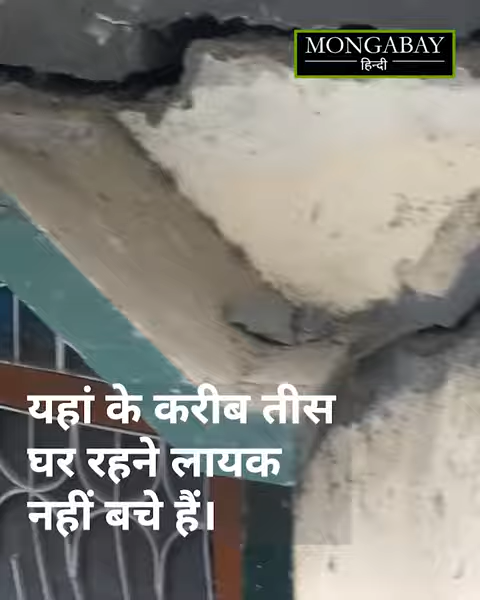 MONGABAY
हिन्दी
यहां के करीब तीस
घर रहने लायक
नहीं बचे हैं।